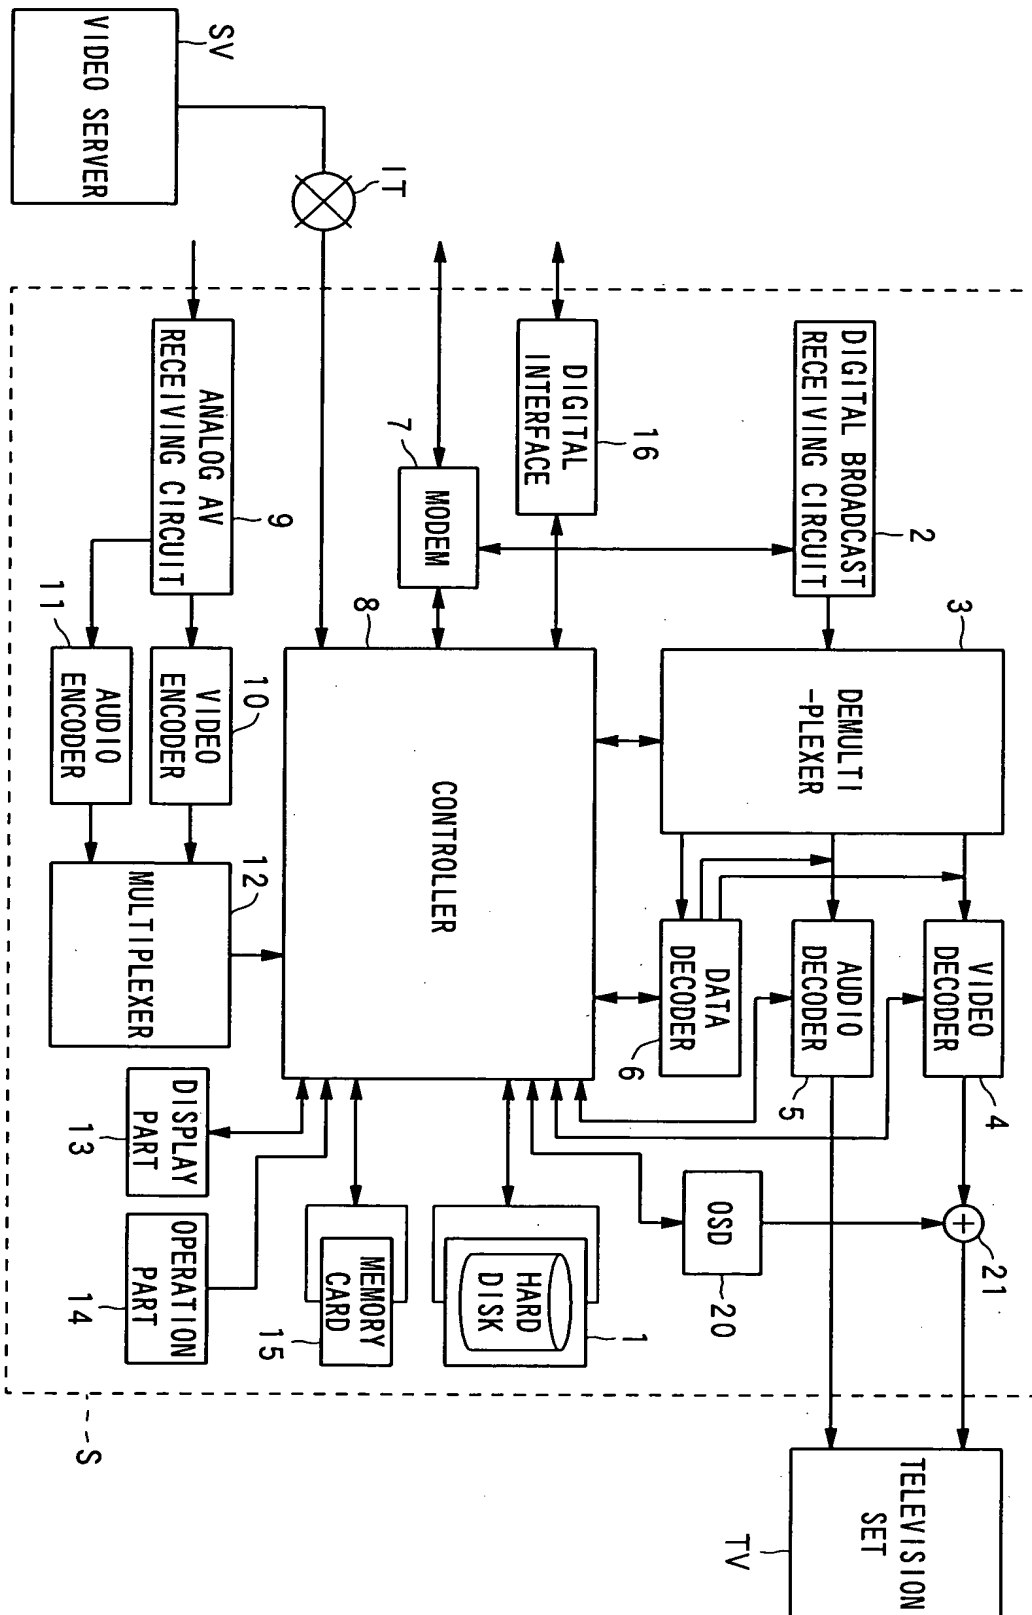 2
DIGITAL BROADCAST
RECEIVING CIRCUIT
3
DEMULTI
-PLEXER
VIDEO
DECODER
4
AUDIO
DECODER
5
DATA
DECODER
6
21
+
OSD
20
TELEVISION
SET
TV
16
DIGITAL
INTERFACE
7
MODEM
8
CONTROLLER
HARD
DISK
1
MEMORY
CARD
15
IT
SV
VIDEO SERVER
ANALOG AV
RECEIVING CIRCUIT
9
10
VIDEO
ENCODER
11
AUDIO
ENCODER
12
MULTIPLEXER
DISPLAY
PART
13
OPERATION
PART
14
S